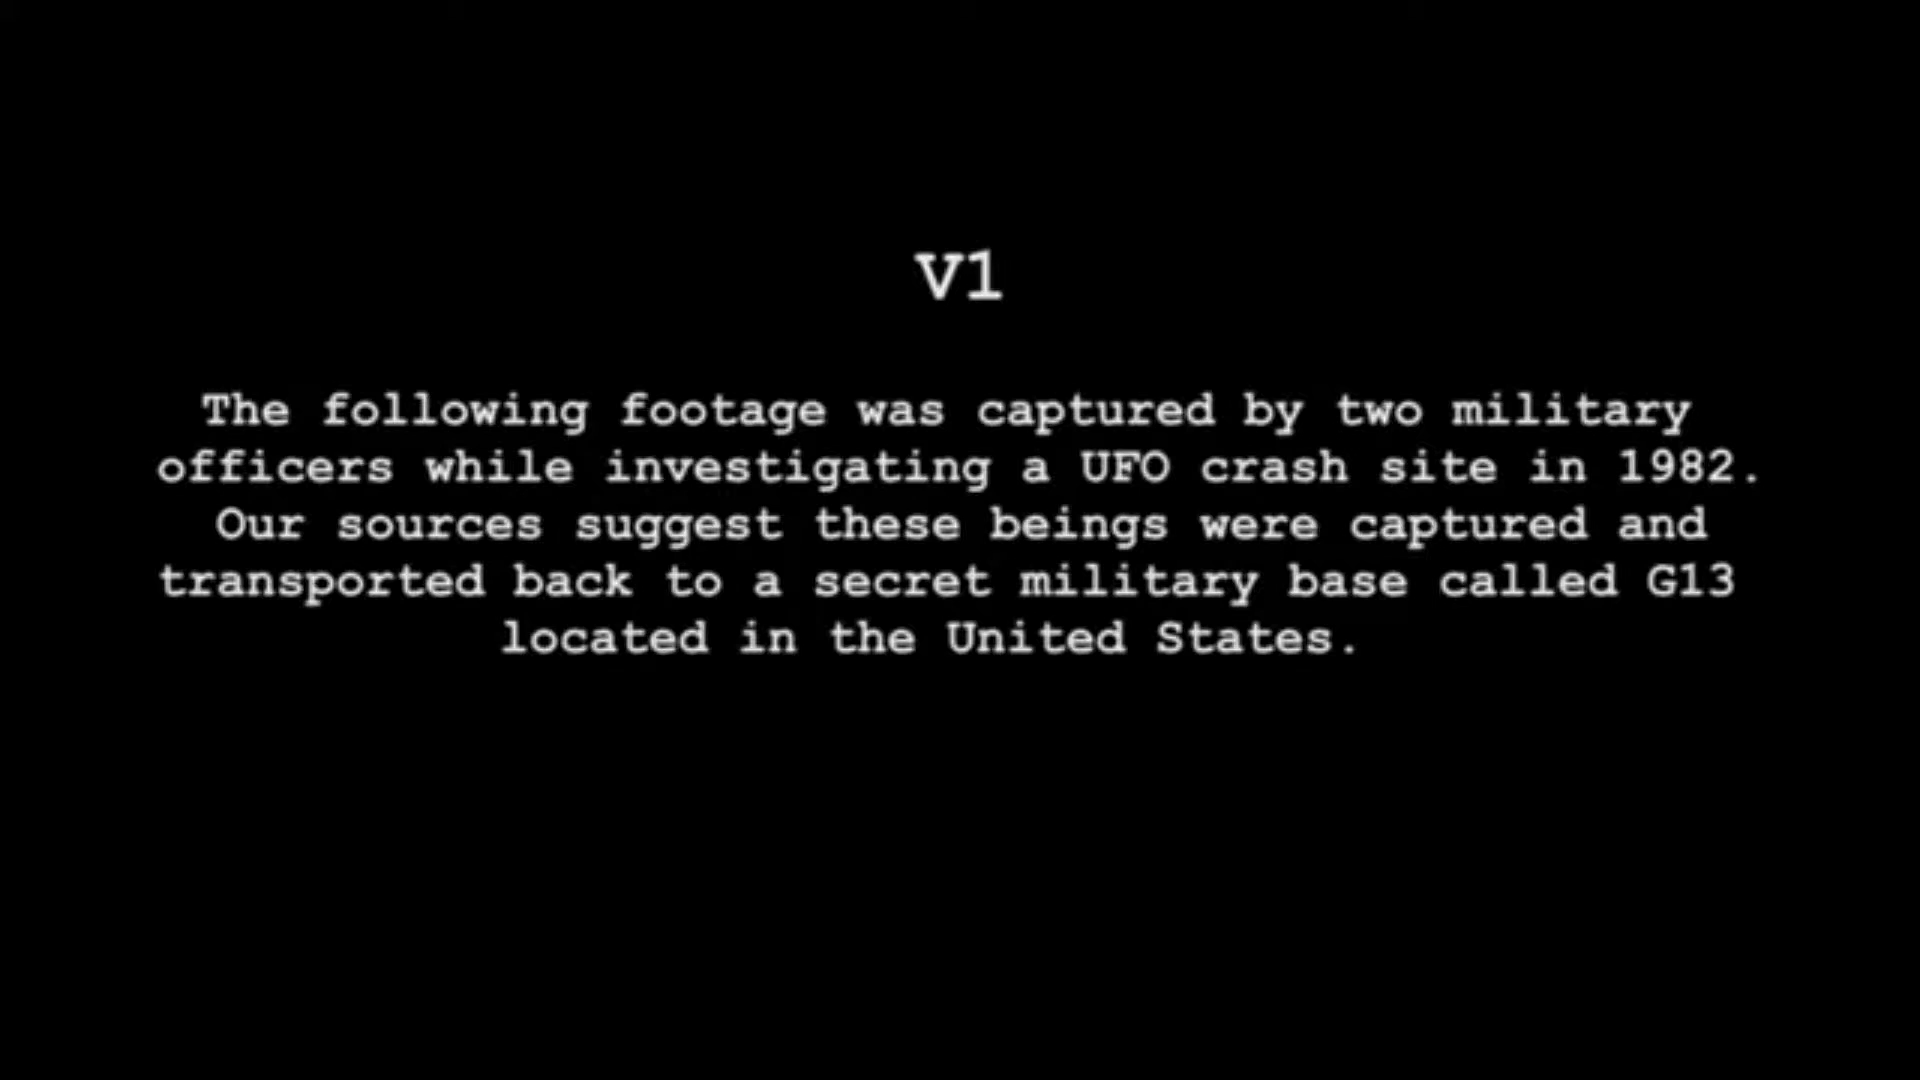 V1
The following footage was captured by two military
officers while investigating a UFO crash site in 1982.
Our sources suggest these beings were captured and
transported back to a secret military base called G13
located in the United States.